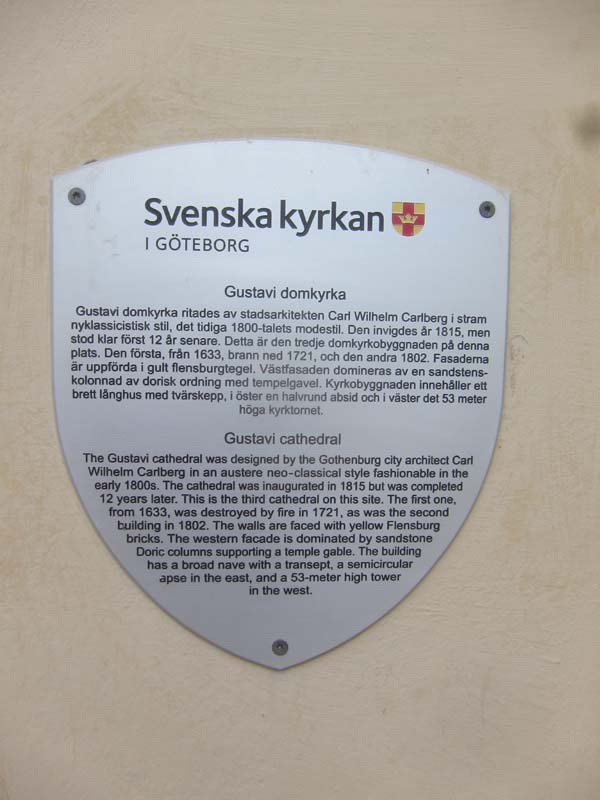 Svenska kyrkan
I GÖTEBORG
Gustavi domkyrka
Gustavi domkyrka ritades av stadsarkitekten Carl Wilhelm Carlberg i stram
nyklassicistisk stil, det tidiga 1800-talets modestil. Den invigdes år 1815, men
stod klar först 12 år senare. Detta är den tredje domkyrkobyggnaden på denna
plats. Den första, från 1633, brann ned 1721, och den andra 1802. Fasaderna
är uppförda i gult flensburgtegel. Västfasaden domineras av en sandstens-
kolonnad av dorisk ordning med tempelgavel. Kyrkobyggnaden innehåller ett
brett långhus med tvärskepp, i öster en halvrund absid och i väster det 53 meter
höga kyrktornet.
Gustavi cathedral
The Gustavi cathedral was designed by the Gothenburg city architect Carl
Wilhelm Carlberg in an austere neo-classical style fashionable in the
early 1800s. The cathedral was inaugurated in 1815 but was completed
12 years later. This is the third cathedral on this site. The first one,
from 1633, was destroyed by fire in 1721, as was the second
building in 1802. The walls are faced with yellow Flensburg
bricks. The western facade is dominated by sandstone
Doric columns supporting a temple gable. The building
has a broad nave with a transept, a semicircular
apse in the east, and a 53-meter high tower
in the west.